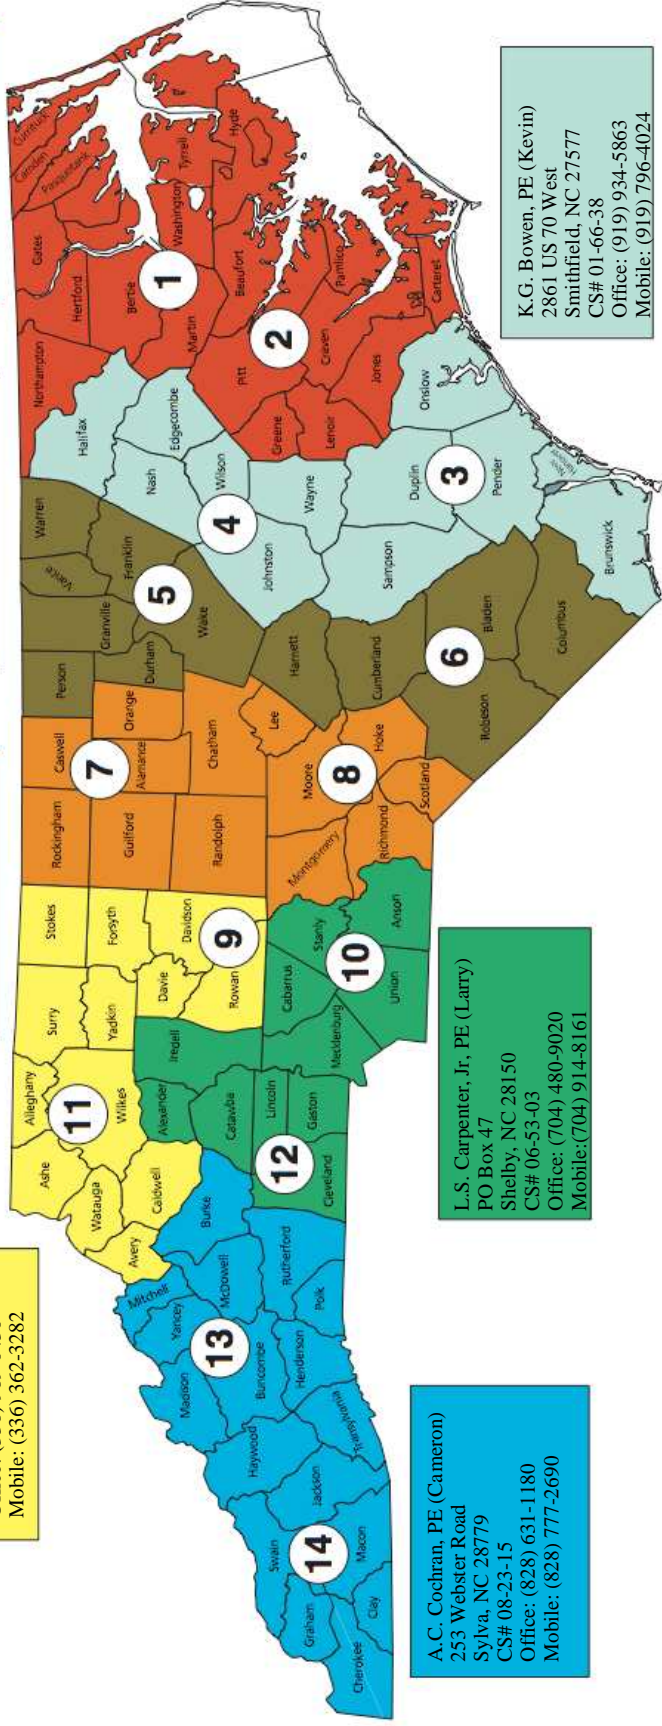 Mobile: (336) 362-3282
Cherokee
Graham
Clay
Swain
14
Macon
Jackson
Haywood
Transylvania
Madison
Buncombe
Henderson
13
Yancey
Mitchell
McDowell
Polk
Rutherford
Burke
Avery
Watauga
Ashe
Caldwell
Alleghany
11
Wilkes
Alexander
Catawba
12
Cleveland
Lincoln
Gaston
Surry
Yadkin
Iredell
Davie
Rowan
Stokes
Forsyth
Davidson
9
Mecklenburg
Cabarrus
Stanly
10
Union
Anson
Rockingham
Guilford
Randolph
Montgomery
Richmond
Caswell
7
Alamance
Orange
Chatham
Lee
Moore
8
Hoke
Scotland
Person
Durham
Granville
Vance
Warren
Franklin
5
Wake
Harnett
Cumberland
6
Robeson
Bladen
Columbus
Halifax
Nash
Edgecombe
Wilson
4
Johnston
Wayne
Sampson
Duplin
3
Pender
Onslow
New
Hanover
Brunswick
Northampton
Hertford
Gates
Bertie
1
Martin
Washington
Tyrrell
Hyde
Camden
Currituck
Pasquotank
Beaufort
Pitt
2
Greene
Lenoir
Craven
Pamlico
Jones
Carteret
A.C. Cochran, PE (Cameron)
253 Webster Road
Sylva, NC 28779
CS# 08-23-15
Office: (828) 631-1180
Mobile: (828) 777-2690
L.S. Carpenter, Jr, PE (Larry)
PO Box 47
Shelby, NC 28150
CS# 06-53-03
Office: (704) 480-9020
Mobile:(704) 914-8161
K.G. Bowen, PE (Kevin)
2861 US 70 West
Smithfield, NC 27577
CS# 01-66-38
Office: (919) 934-5863
Mobile: (919) 796-4024